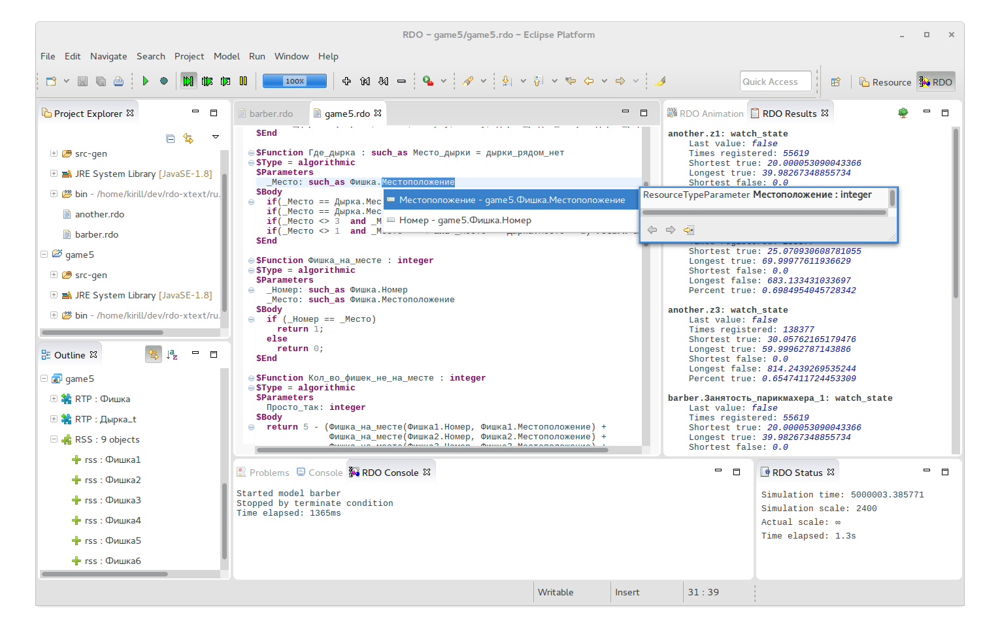 RDO – game5/game5.rdo – Eclipse Platform
File Edit Navigate Search Project Model Run Window Help
100%
Quick Access
Resource
RDO
Project Explorer
src-gen
JRE System Library [JavaSE-1.8]
bin - /home/kirill/dev/rdo-xtext/ru.
another.rdo
barber.rdo
game5
src-gen
JRE System Library [JavaSE-1.8]
bin - /home/kirill/dev/rdo-xtext/ru.
Outline
game5
RTP : Фишка
RTP : Дырка_t
RSS : 9 objects
rss : Фишка1
rss : Фишка2
rss : Фишка3
rss : Фишка4
rss : Фишка5
rss : Фишка6
barber.rdo
game5.rdo
$End
$Function Где_дырка : such_as Место_дырки = дырки_рядом_нет
$Type = algorithmic
$Parameters
_Место: such_as Фишка.Местоположение
$Body
if(_Место == Дырка.Мес
if(_Место == Дырка.Мес
if(_Место <> 3 and _М
if(_Место <> 1 and _М
$End
Местоположение - game5.Фишка.Местоположение
Номер - game5.Фишка.Номер
ResourceTypeParameter Местоположение : integer
$Function Фишка_на_месте : integer
$Type = algorithmic
$Parameters
_Номер: such_as Фишка.Номер
_Место: such_as Фишка.Местоположение
$Body
if (_Номер == _Место)
return 1;
else
return 0;
$End
$Function Кол_во_фишек_не_на_месте : integer
$Type = algorithmic
$Parameters
Просто_так: integer
$Body
return 5 - (Фишка_на_месте(Фишка1.Номер, Фишка1.Местоположение) +
Фишка_на_месте(Фишка2.Номер, Фишка2.Местоположение) +
RDO Animation
RDO Results
another.z1: watch_state
Last value: false
Times registered: 55619
Shortest true: 20.000053090043366
Longest true: 39.98267348855734
Shortest false: 0.0
Shortest true: 25.070930608781055
Longest true: 69.99977611936629
Shortest false: 0.0
Longest false: 683.133431033697
Percent true: 0.6984954045728342
another.z3: watch_state
Last value: false
Times registered: 138377
Shortest true: 30.05762165179476
Longest true: 59.99962787143886
Shortest false: 0.0
Longest false: 814.2439269535244
Percent true: 0.6547411724453309
barber.Занятость_парикмахера_1: watch_state
Last value: false
Times registered: 55619
Shortest true: 20.000053090043366
Longest true: 39.98267348855734
Shortest false: 0.0
Problems
Console
RDO Console
Started model barber
Stopped by terminate condition
Time elapsed: 1365ms
RDO Status
Simulation time: 5000003.385771
Simulation scale: 2400
Actual scale: ∞
Time elapsed: 1.3s
Writable
Insert
31 : 39